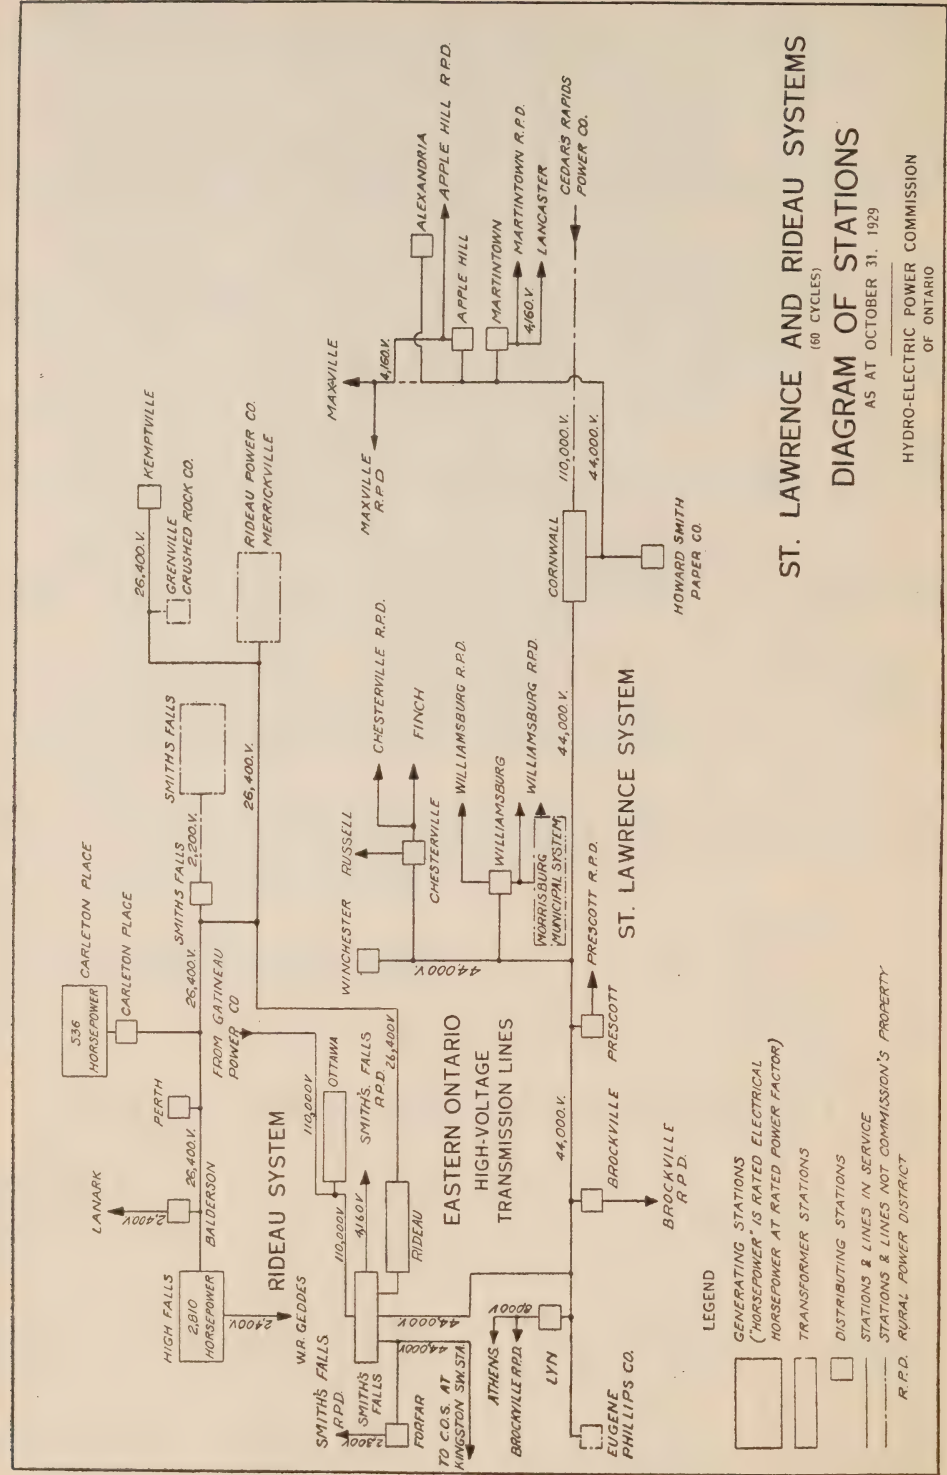 ST. LAWRENCE AND RIDEAU SYSTEMS
(60 CYCLES)
DIAGRAM OF STATIONS
AS AT OCTOBER 31, 1929
HYDRO-ELECTRIC POWER COMMISSION
OF ONTARIO
HIGH FALLS
2,810
HORSEPOWER
2,400V
W.R. GEDDES
LANARK
2,400V
BALDERSON
26,400.V.
PERTH
536
HORSEPOWER
CARLETON PLACE
CARLETON PLACE
26,400.V.
SMITHS FALLS
2,200.V.
SMITHS FALLS
26,400.V.
26,400.V.
KEMPTVILLE
GRENVILLE
CRUSHED ROCK CO.
RIDEAU POWER CO.
MERRICKVILLE
FROM GATINEAU
POWER CO
RIDEAU SYSTEM
110,000V
OTTAWA
110,000V
4160V
SMITH'S FALLS
R.P.D.
26,400V
RIDEAU
SMITH'S FALLS
R.P.D.
SMITH'S
FALLS
2,300V
44,000V
44,000V
FORFAR
TO C.O.S. AT
KINGSTON SW. STA.
EASTERN ONTARIO
HIGH-VOLTAGE
TRANSMISSION LINES
ATHENS
8000V
BROCKVILLE R.P.D.
LYN
EUGENE
PHILLIPS CO.
44,000.V.
BROCKVILLE
BROCKVILLE
R P D.
PRESCOTT
PRESCOTT R.P.D.
44,000V.
WINCHESTER
RUSSELL
CHESTERVILLE
CHESTERVILLE R.P.D.
FINCH
WILLIAMSBURG R.P.D.
WILLIAMSBURG
WILLIAMSBURG R.P.D.
MORRISBURG
MUNICIPAL SYSTEM
44,000.V.
ST. LAWRENCE SYSTEM
CORNWALL
110,000.V.
44,000.V.
HOWARD SMITH
PAPER CO.
MAXVILLE
MAXVILLE
R.P.D
4,160.V.
ALEXANDRIA
APPLE HILL R.P.D.
APPLE HILL
MARTINTOWN
MARTINTOWN R.P.D.
4,160.V
LANCASTER
CEDARS RAPIDS
POWER CO.
LEGEND
GENERATING STATIONS
("HORSEPOWER" IS RATED ELECTRICAL
HORSEPOWER AT RATED POWER FACTOR)
TRANSFORMER STATIONS
DISTRIBUTING STATIONS
STATIONS & LINES IN SERVICE
STATIONS & LINES NOT COMMISSION'S PROPERTY
R.P.D. RURAL POWER DISTRICT